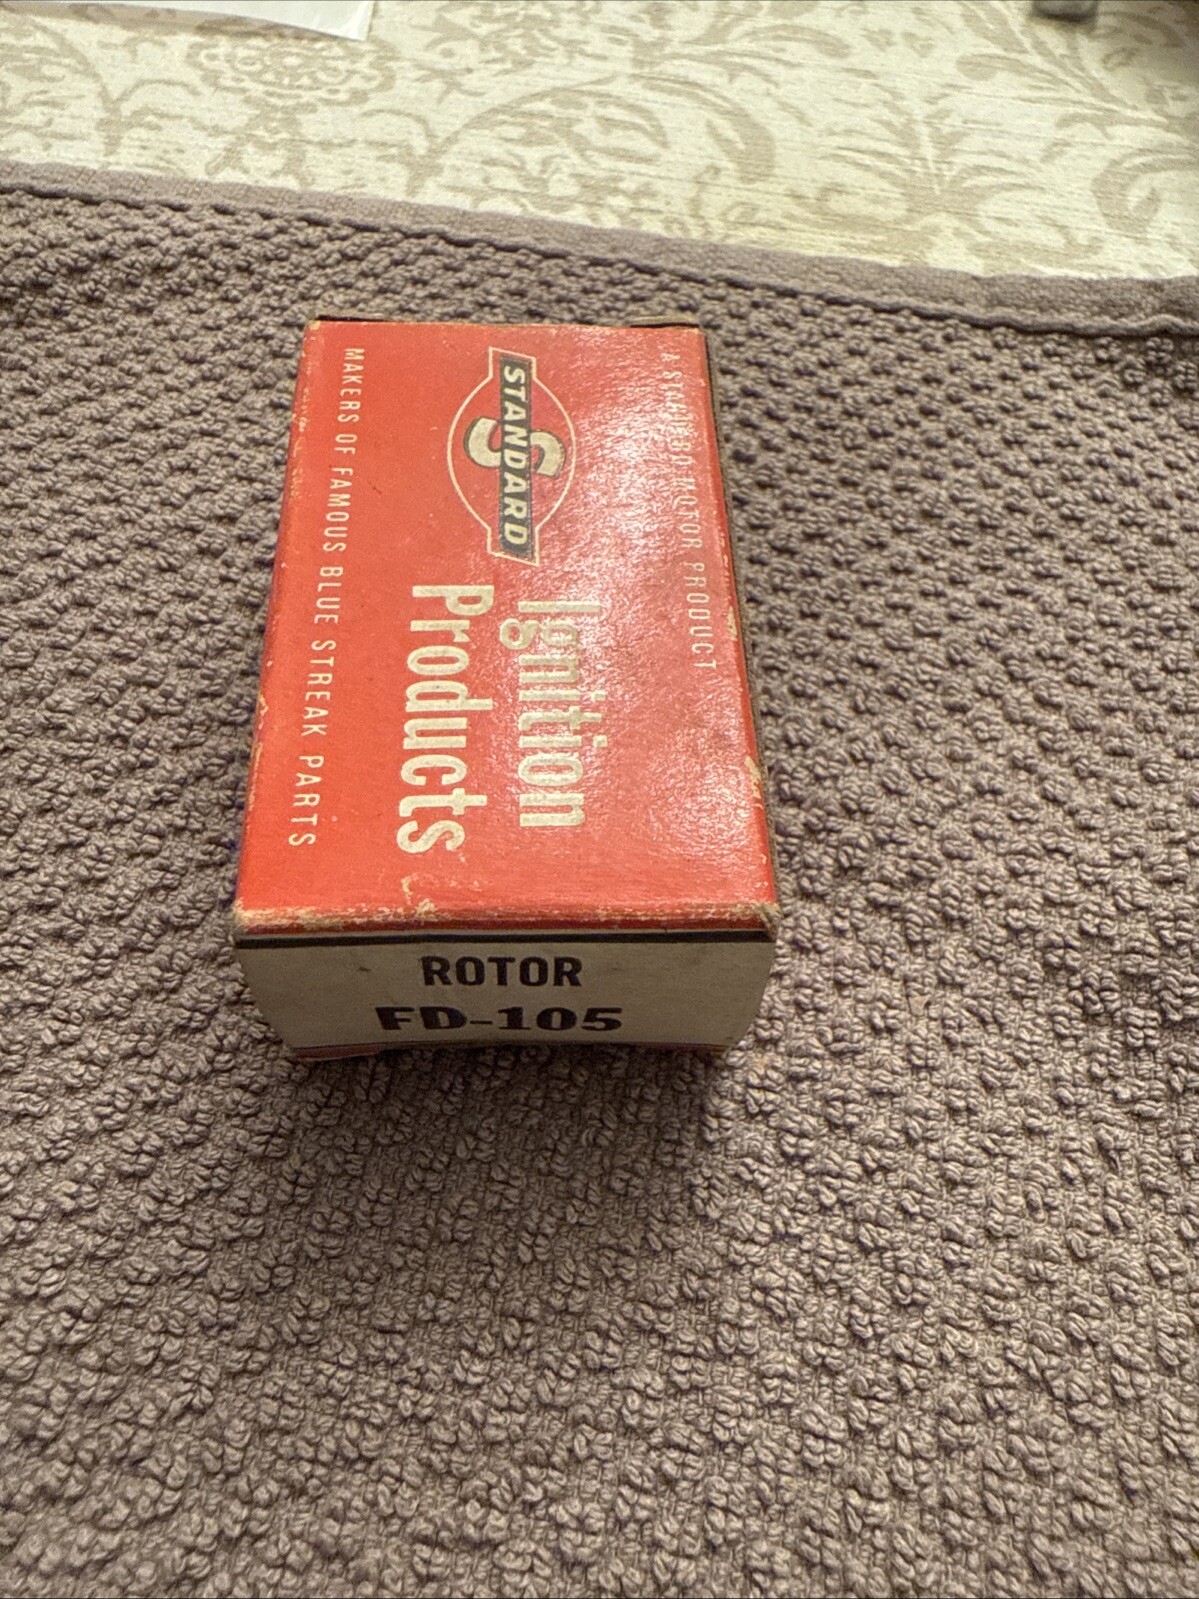 A STANDARD MOTOR PRODUCT
S
STANDARD
Ignition
Products
MAKERS OF FAMOUS BLUE STREAK PARTS
ROTOR
FD-105